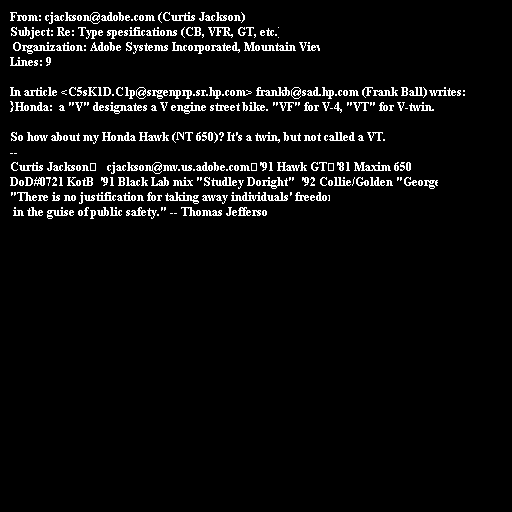 From: cjackson@adobe.com (Curtis Jackson)
Subject: Re: Type spesifications (CB, VFR, GT, etc.)
Organization: Adobe Systems Incorporated, Mountain View
Lines: 9

In article <C5sK1D.C1p@srgenprp.sr.hp.com> frankb@sad.hp.com (Frank Ball) writes:
}Honda: a "V" designates a V engine street bike. "VF" for V-4, "VT" for V-twin.

So how about my Honda Hawk (NT 650)? It's a twin, but not called a VT.
--
Curtis Jackson cjackson@mv.us.adobe.com '91 Hawk GT '81 Maxim 650
DoD#0721 KotB '91 Black Lab mix "Studley Doright" '92 Collie/Golden "George
"There is no justification for taking away individuals' freedom
in the guise of public safety." -- Thomas Jefferso